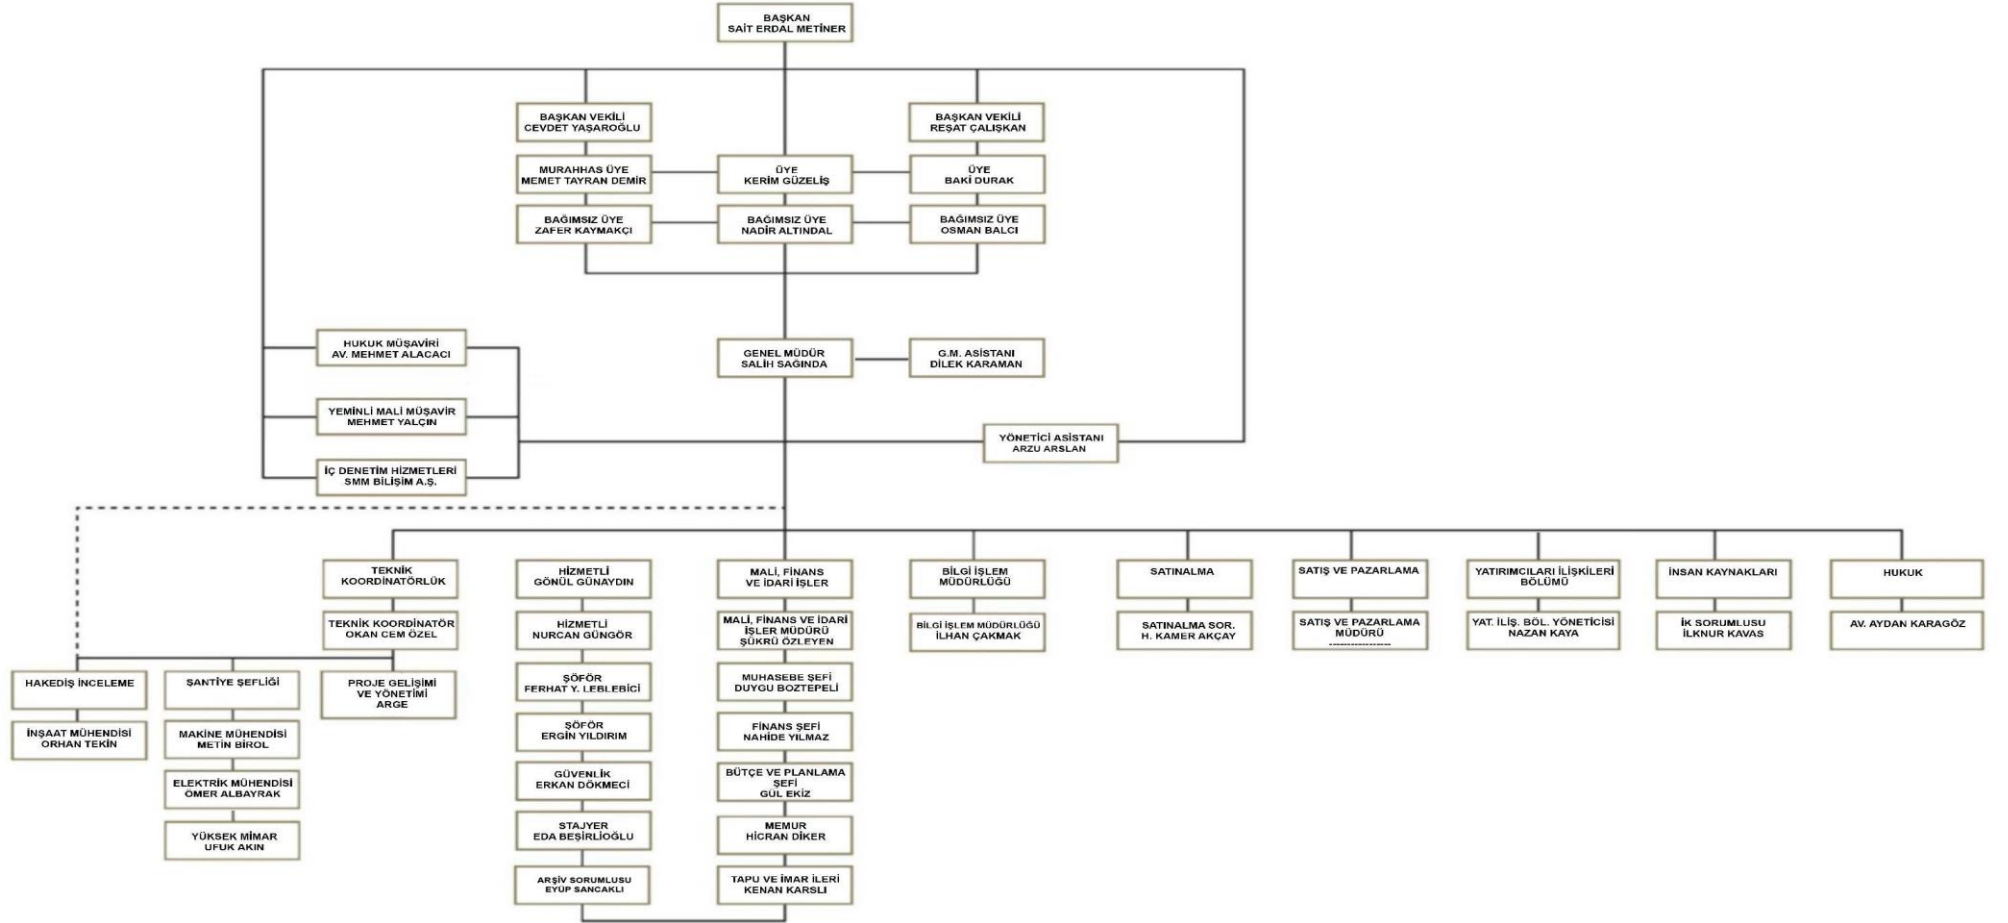 BAŞKAN
SAİT ERDAL METİNER
BAŞKAN VEKİLİ
CEVDET YAŞAROĞLU
BAŞKAN VEKİLİ
REŞAT ÇALIŞKAN
MURAHHAS ÜYE
MEMET TAYRAN DEMİR
ÜYE
KERİM GÜZELİŞ
ÜYE
BAKİ DURAK
BAĞIMSIZ ÜYE
ZAFER KAYMAKÇI
BAĞIMSIZ ÜYE
NADİR ALTINDAL
BAĞIMSIZ ÜYE
OSMAN BALCI
HUKUK MÜŞAVİRİ
AV. MEHMET ALACACI
GENEL MÜDÜR
SALİH SAĞINDA
G.M. ASİSTANI
DİLEK KARAMAN
YEMİNLİ MALİ MÜŞAVİR
MEHMET YALÇIN
YÖNETİCİ ASİSTANI
ARZU ARSLAN
İÇ DENETİM HİZMETLERİ
SMM BİLİŞİM A.Ş.
TEKNİK
KOORDİNATÖRLÜK
HİZMETLİ
GÖNÜL GÜNAYDIN
MALİ, FİNANS
VE İDARİ İŞLER
BİLGİ İŞLEM
MÜDÜRLÜĞÜ
SATINALMA
SATIŞ VE PAZARLAMA
YATIRIMCILARI İLİŞKİLERİ
BÖLÜMÜ
İNSAN KAYNAKLARI
HUKUK
TEKNİK KOORDİNATÖR
OKAN CEM ÖZEL
HİZMETLİ
NURCAN GÜNGÖR
MALİ, FİNANS VE İDARİ
İŞLER MÜDÜRÜ
ŞÜKRÜ ÖZLEYEN
BİLGİ İŞLEM MÜDÜRLÜĞÜ
İLHAN ÇAKMAK
SATINALMA SOR.
H. KAMER AKÇAY
SATIŞ VE PAZARLAMA
MÜDÜRÜ
-----------------
YAT. İLİŞ. BÖL. YÖNETİCİSİ
NAZAN KAYA
İK SORUMLUSU
İLKNUR KAVAS
AV. AYDAN KARAGÖZ
HAKEDİŞ İNCELEME
ŞANTİYE ŞEFLİĞİ
PROJE GELİŞİMİ
VE YÖNETİMİ
ARGE
ŞÖFÖR
FERHAT Y. LEBLEBİCİ
MUHASEBE ŞEFİ
DUYGU BOZTEPELİ
İNŞAAT MÜHENDİSİ
ORHAN TEKİN
MAKİNE MÜHENDİSİ
METİN BİROL
ŞÖFÖR
ERGİN YILDIRIM
FİNANS ŞEFİ
NAHİDE YILMAZ
ELEKTRİK MÜHENDİSİ
ÖMER ALBAYRAK
GÜVENLİK
ERKAN DÖKMECİ
BÜTÇE VE PLANLAMA
ŞEFİ
GÜL EKİZ
YÜKSEK MİMAR
UFUK AKIN
STAJYER
EDA BEŞİRLİOĞLU
MEMUR
HİCRAN DİKER
ARŞİV SORUMLUSU
EYÜP SANCAKLI
TAPU VE İMAR İLERİ
KENAN KARSLI